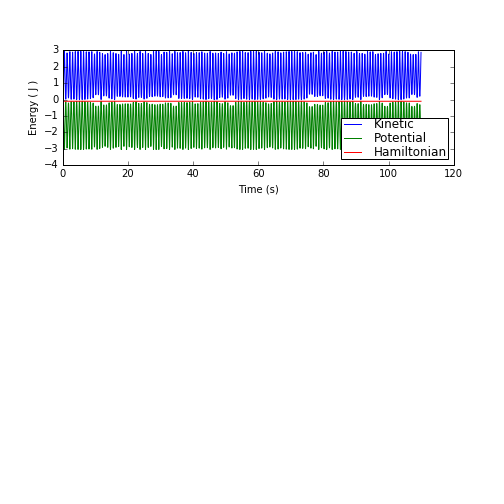 3
2
1
0
−1
−2
−3
−4
Energy ( J )
Kinetic
Potential
Hamiltonian
0 20 40 60 80 100 120
Time (s)